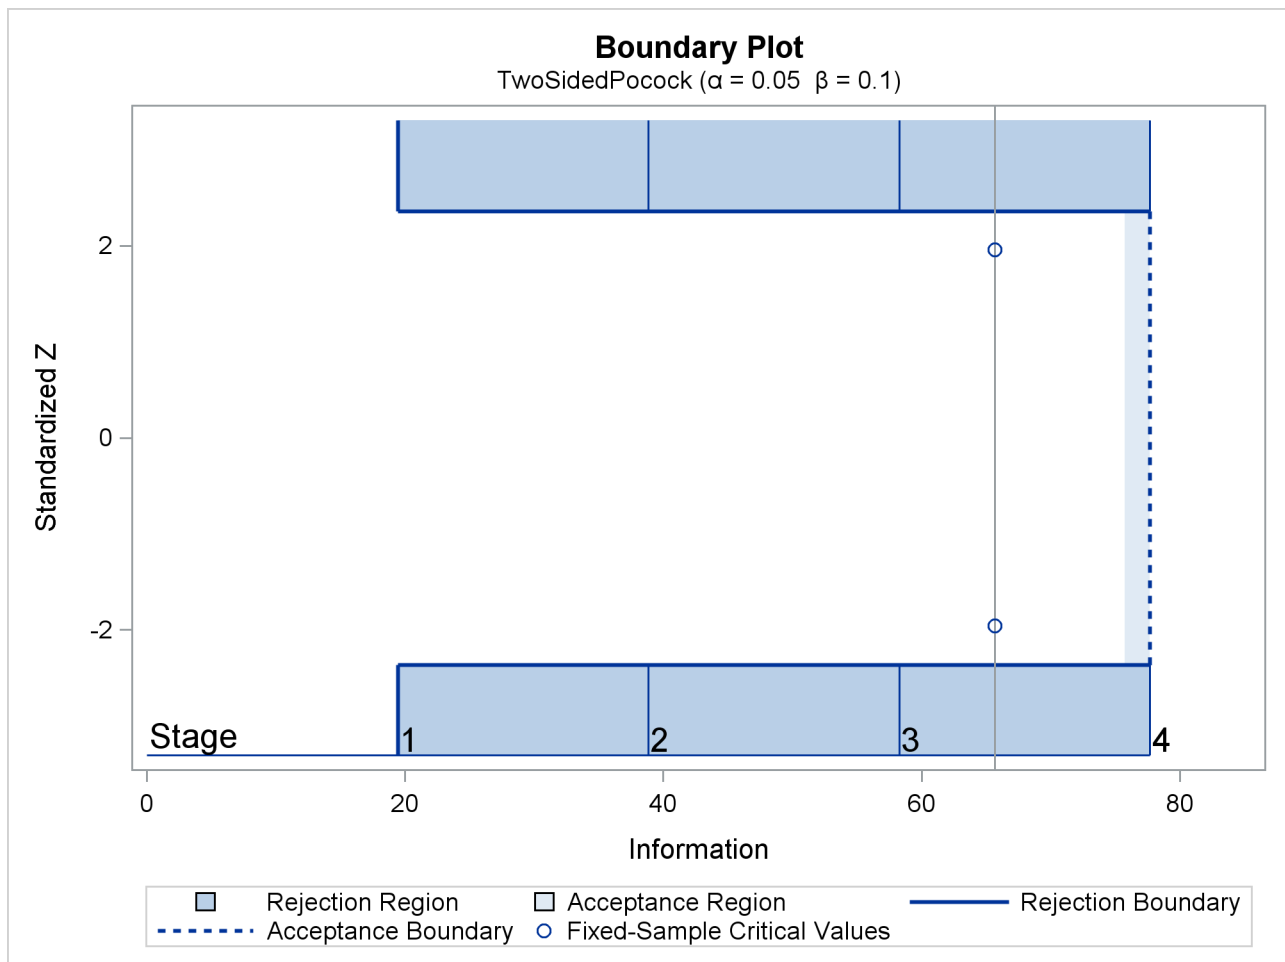 Boundary Plot
TwoSidedPocock (α = 0.05  β = 0.1)
Standardized Z
2
0
-2
Stage
1
2
3
4
0
20
40
60
80
Information
Rejection Region
Acceptance Region
Rejection Boundary
Acceptance Boundary
Fixed-Sample Critical Values